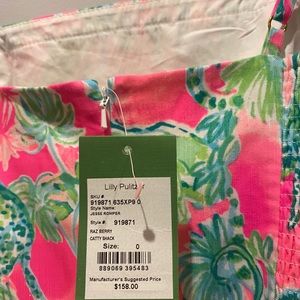 Lilly Pulitzer
SKU #
919871 635XP9 0
Style Name:
JESSE ROMPER
Style #: 919871
RAZ BERRY
CATTY SHACK
Size: 0
889069 395483
Manufacturer's Suggested Price
$158.00